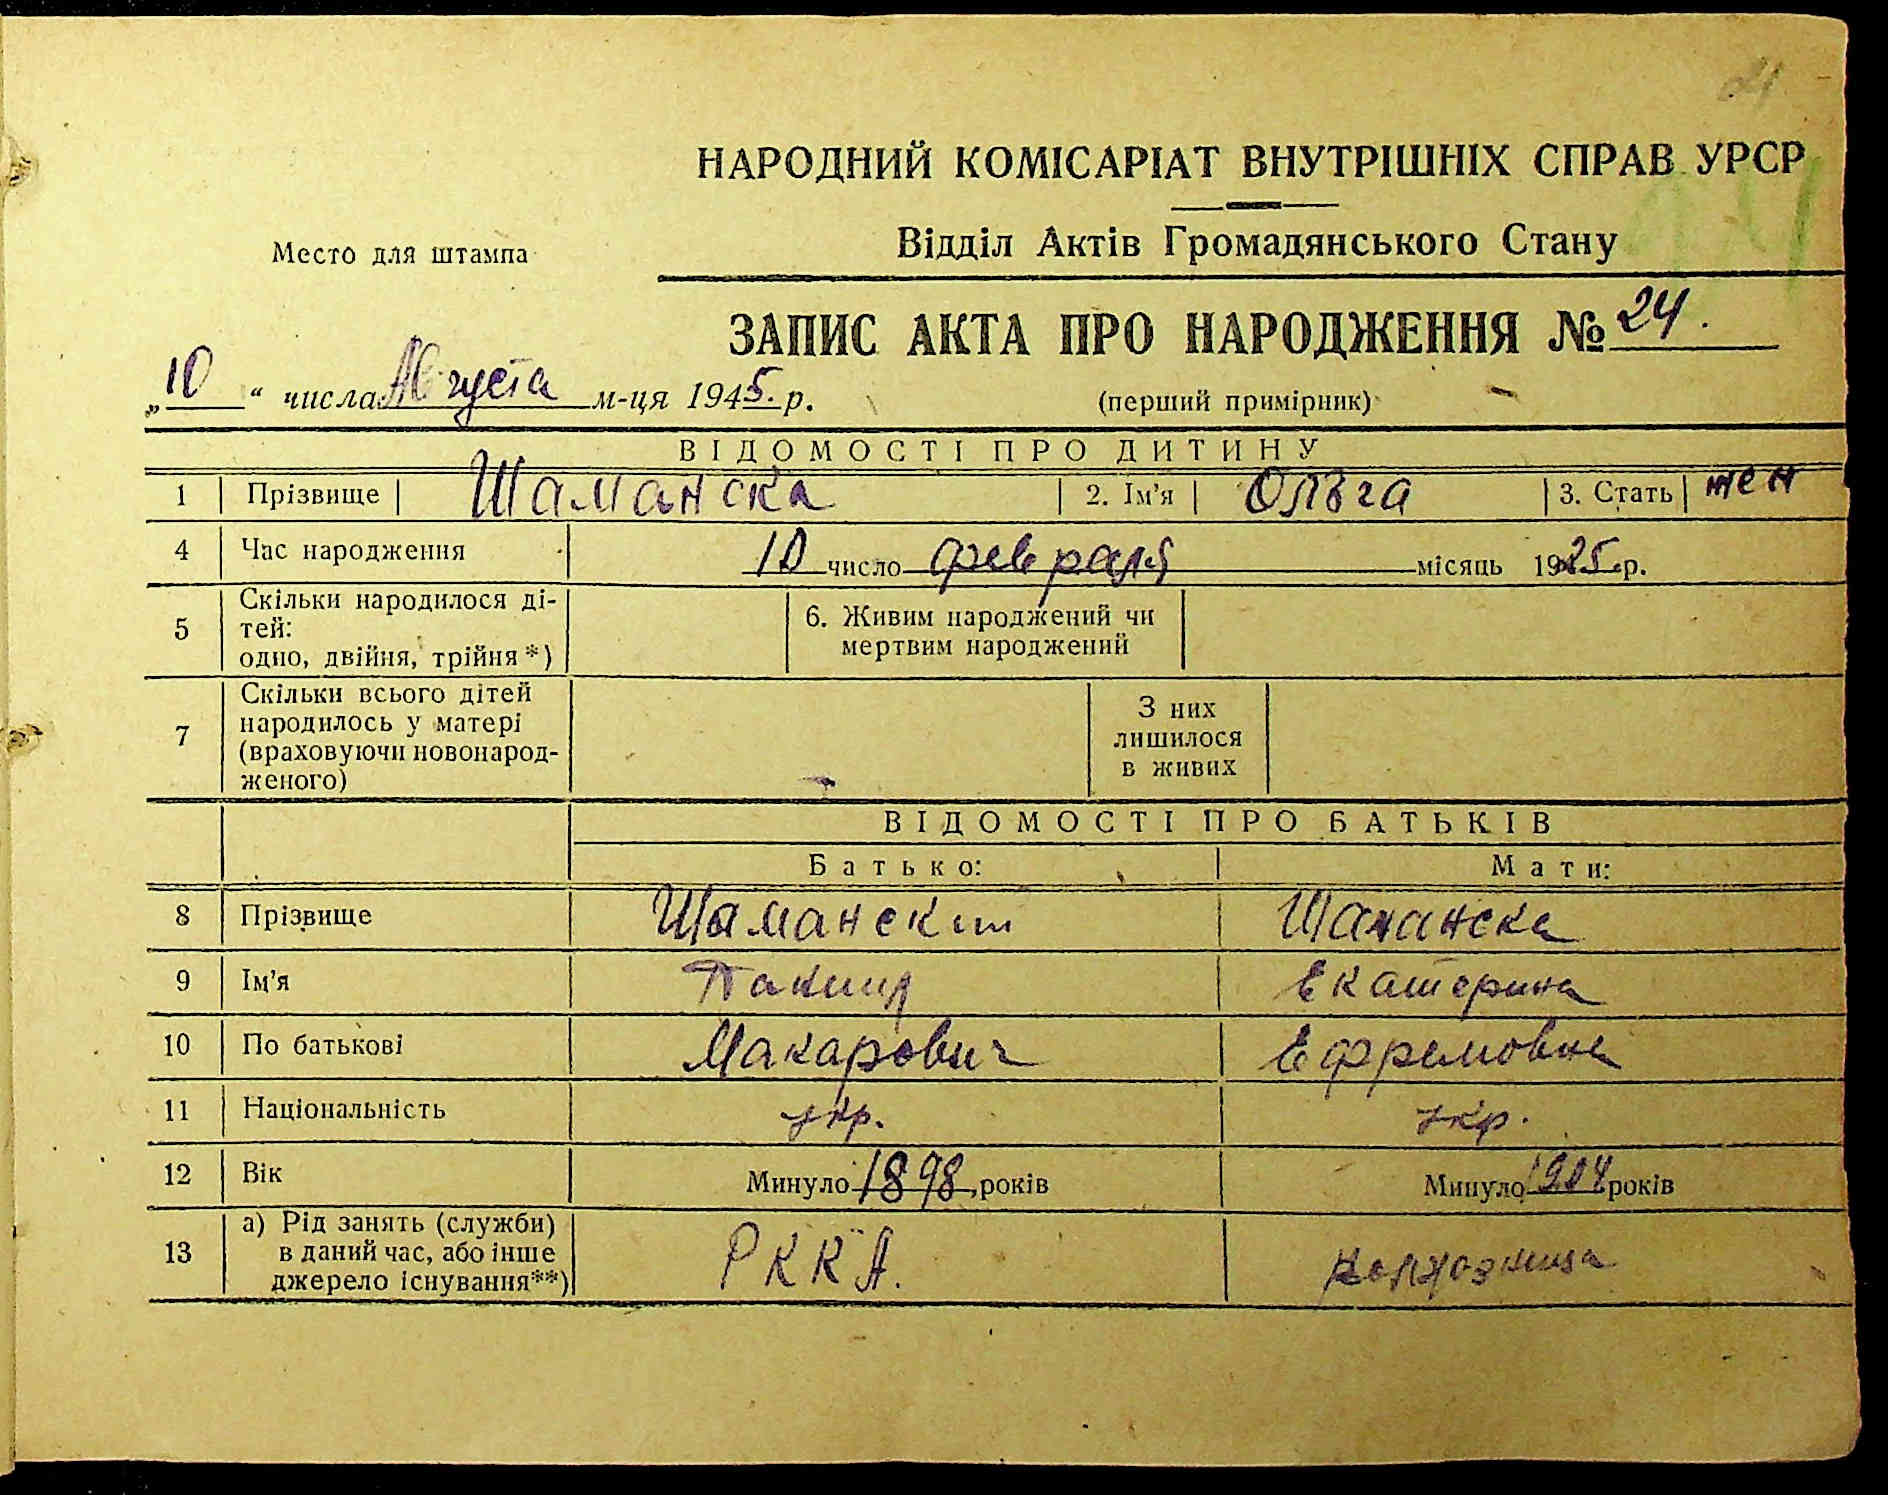 НАРОДНИЙ КОМІСАРІАТ ВНУТРІШНІХ СПРАВ УРСР
Відділ Актів Громадянського Стану
Место для штампа
ЗАПИС АКТА ПРО НАРОДЖЕННЯ № 24.
„10“ числа Августа м-ця 1945. р.
(перший примірник)
ВІДОМОСТІ ПРО ДИТИНУ
1 Прізвище Шаманска 2. Ім'я Ольга 3. Стать жен
4 Час народження 10 число февраля місяць 1925 р.
5 Скільки народилося ді-
тей:
одно, двійня, трійня*)
6. Живим народжений чи
мертвим народжений
7 Скільки всього дітей
народилось у матері
(враховуючи новонарод-
женого)
З них
лишилося
в живих
ВІДОМОСТІ ПРО БАТЬКІВ
Батько: Мати:
8 Прізвище Шаманский Шаманска
9 Ім'я Екатерина
10 По батькові Макарович Ефремовна
11 Національність укр. укр.
12 Вік Минуло 1898 років Минуло 1904 років
13 а) Рід занять (служби)
в даний час, або інше
джерело існування**)
РККА. колхозница